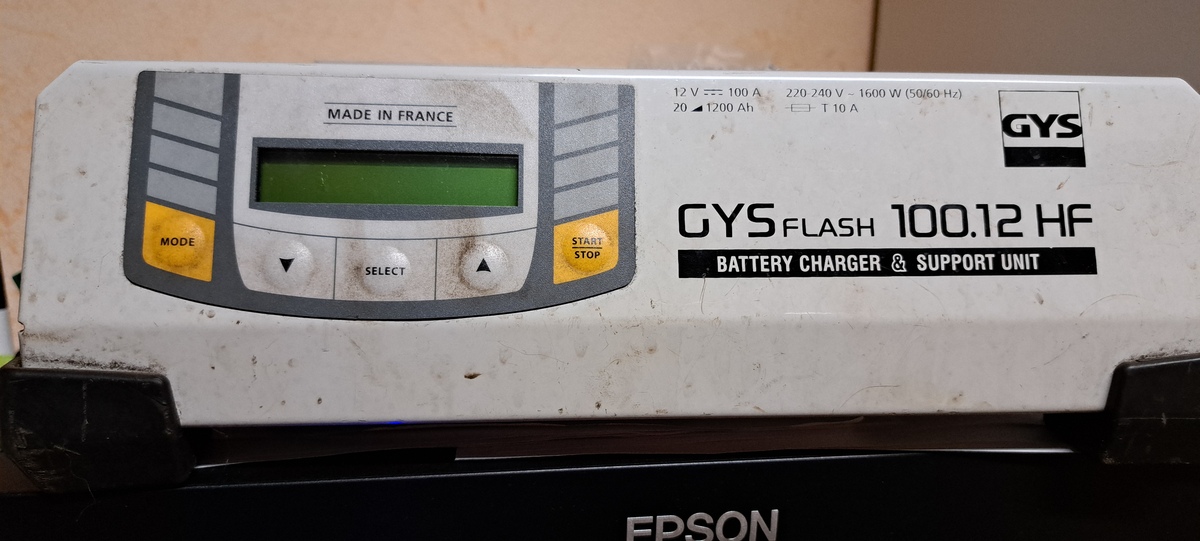 MADE IN FRANCE
MODE
▼
SELECT
▲
START
STOP
12 V ⎓ 100 A
20 ◢ 1200 Ah
220-240 V ~ 1600 W (50/60 Hz)
T 10 A
GYS
GYS FLASH 100.12 HF
BATTERY CHARGER & SUPPORT UNIT
EPSON